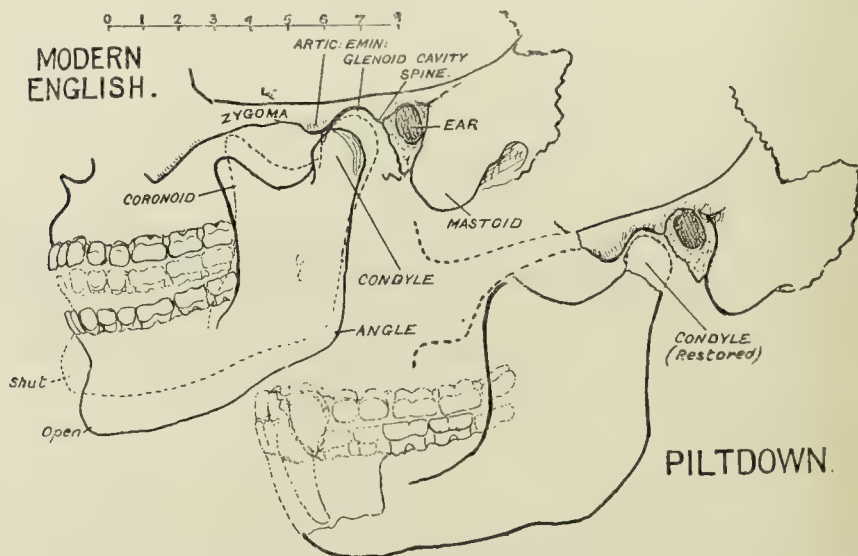 0 1 2 3 4 5 6 7 8
MODERN
ENGLISH.
ARTIC: EMIN:
GLENOID CAVITY
SPINE.
ZYGOMA
EAR
CORONOID
MASTOID
CONDYLE
ANGLE
CONDYLE
(Restored)
Shut
Open
PILTDOWN.